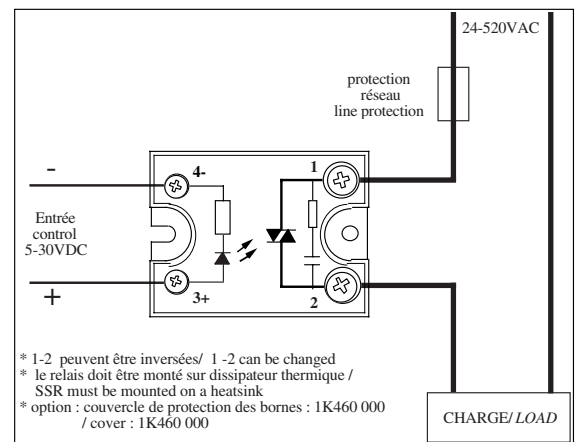 24-520VAC
protection
réseau
line protection
-
4-
1
Entrée
control
5-30VDC
+
3+
2
* 1-2 peuvent être inversées/ 1 -2 can be changed
* le relais doit être monté sur dissipateur thermique /
SSR must be mounted on a heatsink
* option : couvercle de protection des bornes : 1K460 000
/ cover : 1K460 000
CHARGE/ LOAD